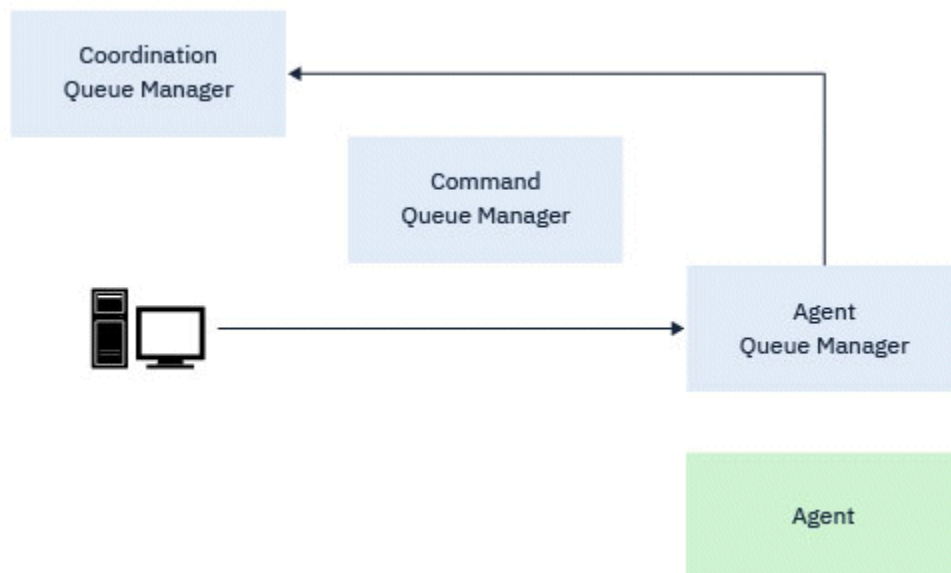 Coordination
Queue Manager
Command
Queue Manager
Agent
Queue Manager
Agent